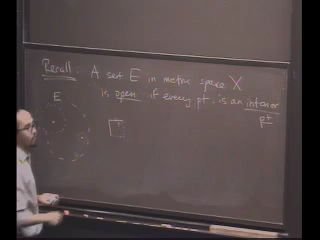 Recall: A set E in metric space X
is open if every pt. is an interior
pt
E